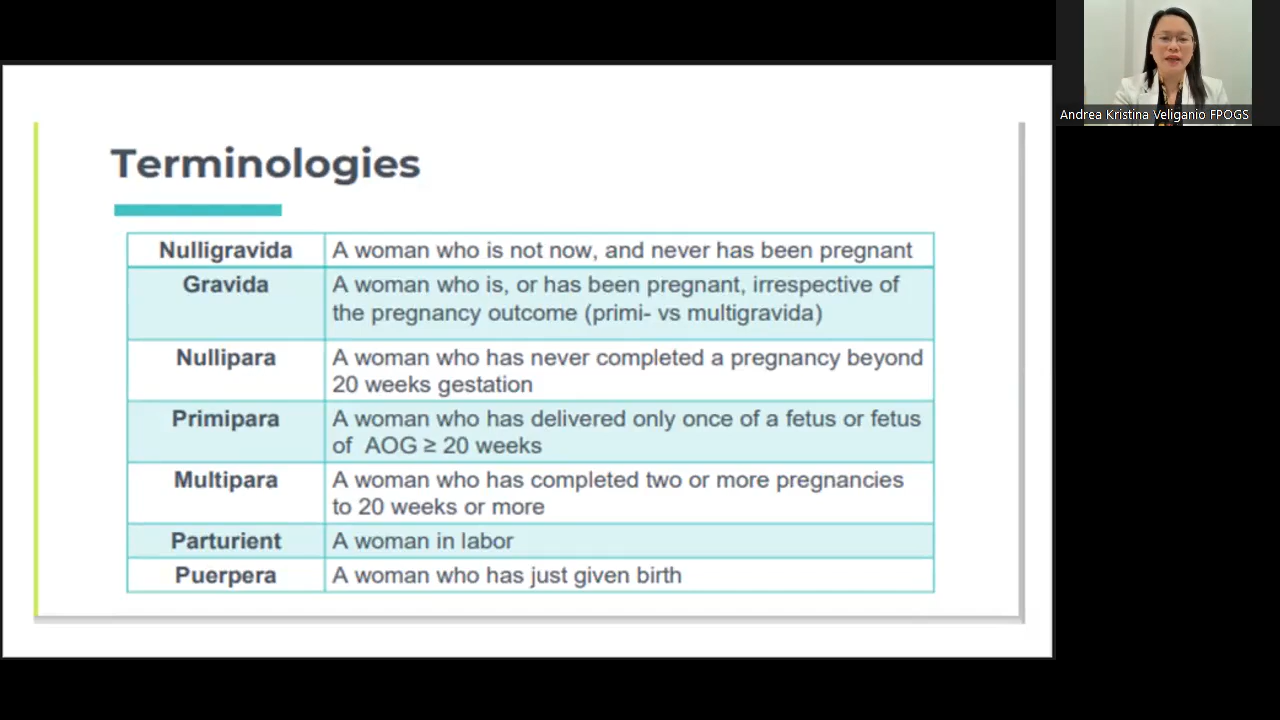 Andrea Kristina Veliganio FPOGS
Terminologies
Nulligravida A woman who is not now, and never has been pregnant
Gravida A woman who is, or has been pregnant, irrespective of
the pregnancy outcome (primi- vs multigravida)
Nullipara A woman who has never completed a pregnancy beyond
20 weeks gestation
Primipara A woman who has delivered only once of a fetus or fetus
of AOG ≥ 20 weeks
Multipara A woman who has completed two or more pregnancies
to 20 weeks or more
Parturient A woman in labor
Puerpera A woman who has just given birth